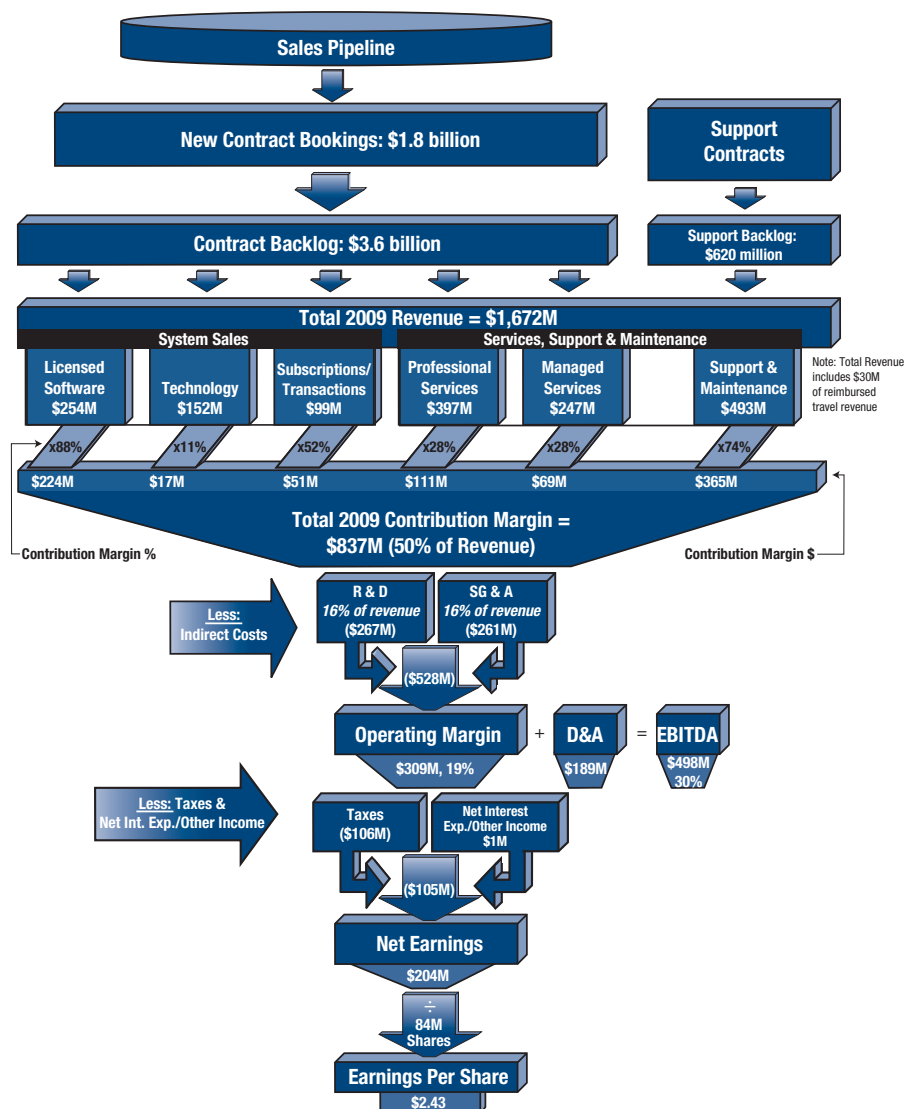 Sales Pipeline
New Contract Bookings: $1.8 billion
Support
Contracts
Contract Backlog: $3.6 billion
Support Backlog:
$620 million
Total 2009 Revenue = $1,672M
System Sales
Services, Support & Maintenance
Licensed
Software
$254M
Technology
$152M
Subscriptions/
Transactions
$99M
Professional
Services
$397M
Managed
Services
$247M
Support &
Maintenance
$493M
Note: Total Revenue
includes $30M
of reimbursed
travel revenue
x88%
x11%
x52%
x28%
x28%
x74%
$224M
$17M
$51M
$111M
$69M
$365M
Total 2009 Contribution Margin =
$837M (50% of Revenue)
Contribution Margin %
Contribution Margin $
Less:
Indirect Costs
R & D
16% of revenue
($267M)
SG & A
16% of revenue
($261M)
($528M)
Operating Margin
$309M, 19%
+
D&A
$189M
=
EBITDA
$498M
30%
Less: Taxes &
Net Int. Exp./Other Income
Taxes
($106M)
Net Interest
Exp./Other Income
$1M
($105M)
Net Earnings
$204M
÷
84M
Shares
Earnings Per Share
$2.43